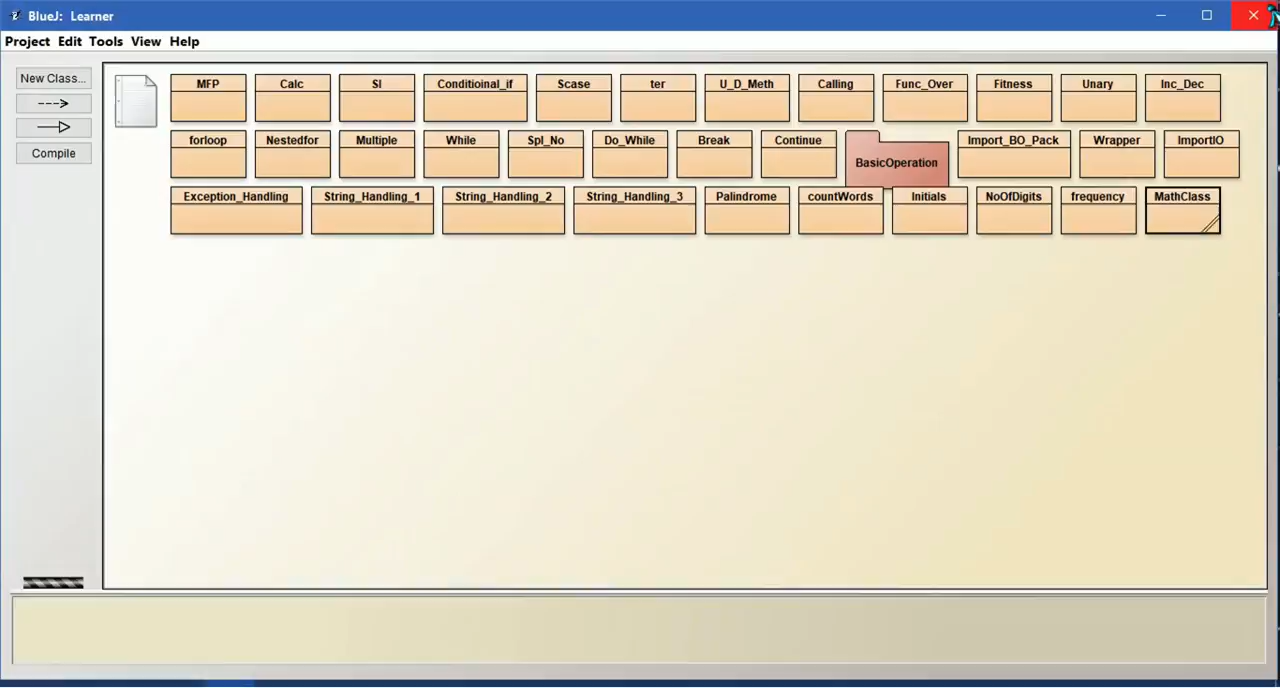 BlueJ: Learner
Project Edit Tools View Help
New Class...
Compile
MFP Calc SI Conditioinal_if Scase ter U_D_Meth Calling Func_Over Fitness Unary Inc_Dec
forloop Nestedfor Multiple While Spl_No Do_While Break Continue BasicOperation Import_BO_Pack Wrapper ImportIO
Exception_Handling String_Handling_1 String_Handling_2 String_Handling_3 Palindrome countWords Initials NoOfDigits frequency MathClass